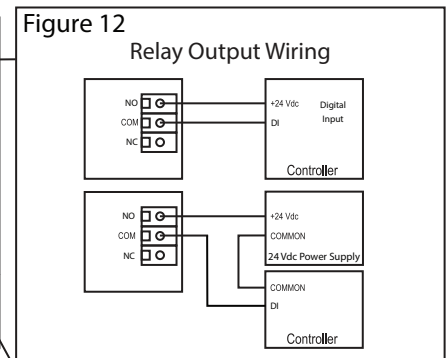 Figure 12
Relay Output Wiring
NO
COM
NC
+24 Vdc
DI
Digital
Input
Controller
NO
COM
NC
+24 Vdc
COMMON
24 Vdc Power Supply
COMMON
DI
Controller